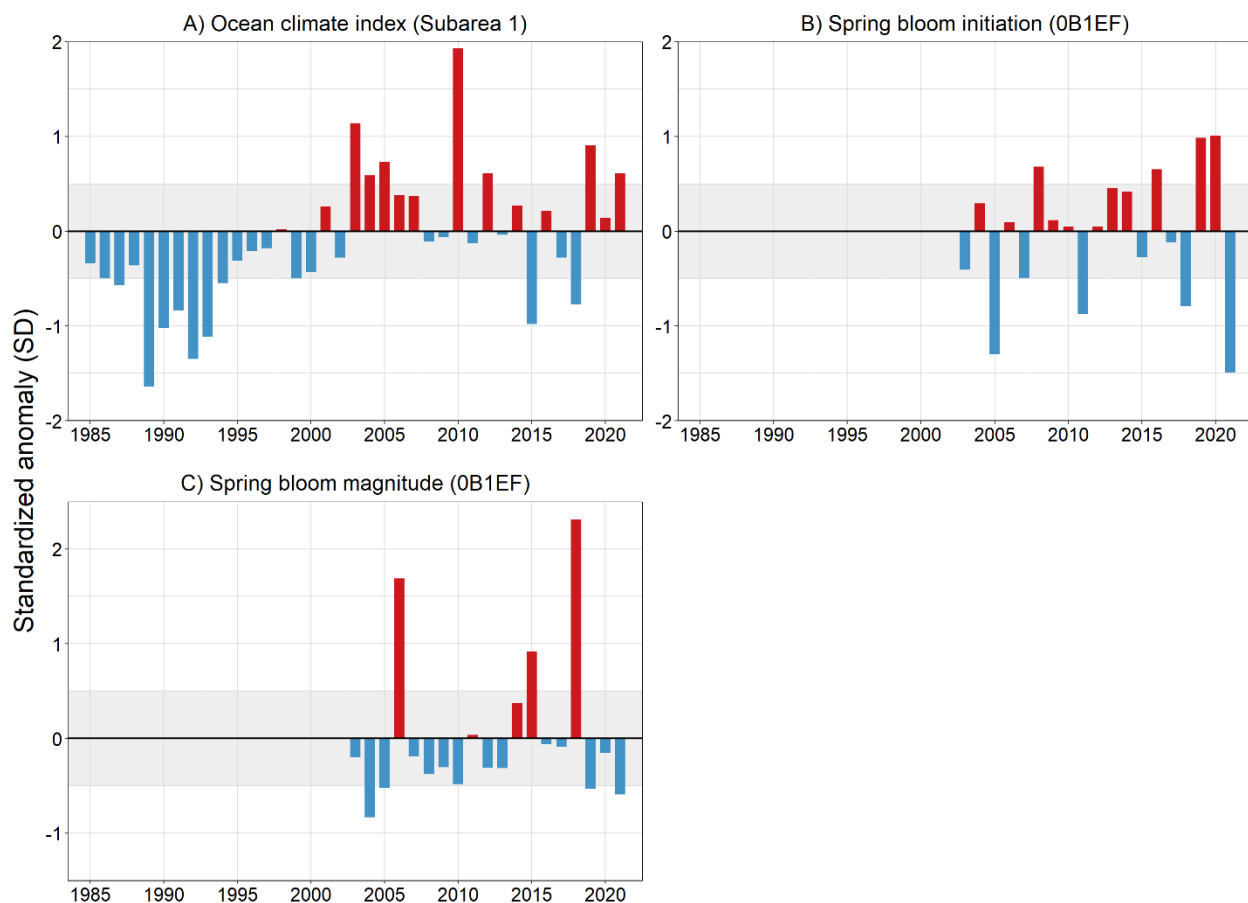 A) Ocean climate index (Subarea 1)
2
1
0
-1
-2
1985 1990 1995 2000 2005 2010 2015 2020
B) Spring bloom initiation (0B1EF)
2
1
0
-1
-2
1985 1990 1995 2000 2005 2010 2015 2020
Standardized anomaly (SD)
C) Spring bloom magnitude (0B1EF)
2
1
0
-1
1985 1990 1995 2000 2005 2010 2015 2020